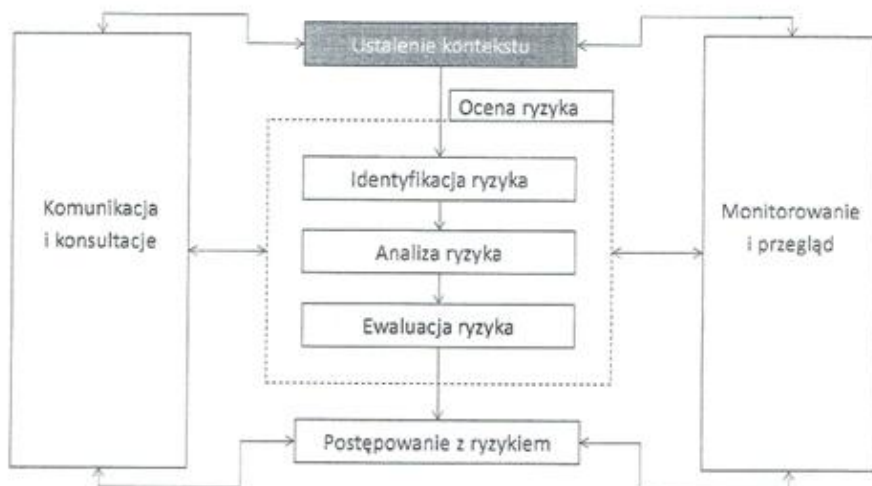 Ustalenie kontekstu
Ocena ryzyka
Identyfikacja ryzyka
Komunikacja
i konsultacje
Analiza ryzyka
Monitorowanie
i przegląd
Ewaluacja ryzyka
Postępowanie z ryzykiem